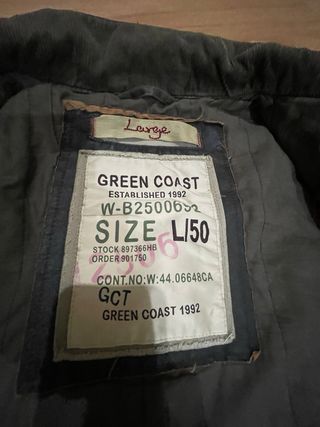 Large
GREEN COAST
ESTABLISHED 1992
W-B2500692
SIZE L/50
STOCK 897366HB
ORDER 901750
CONT.NO:W:44.06648CA
GCT
GREEN COAST 1992